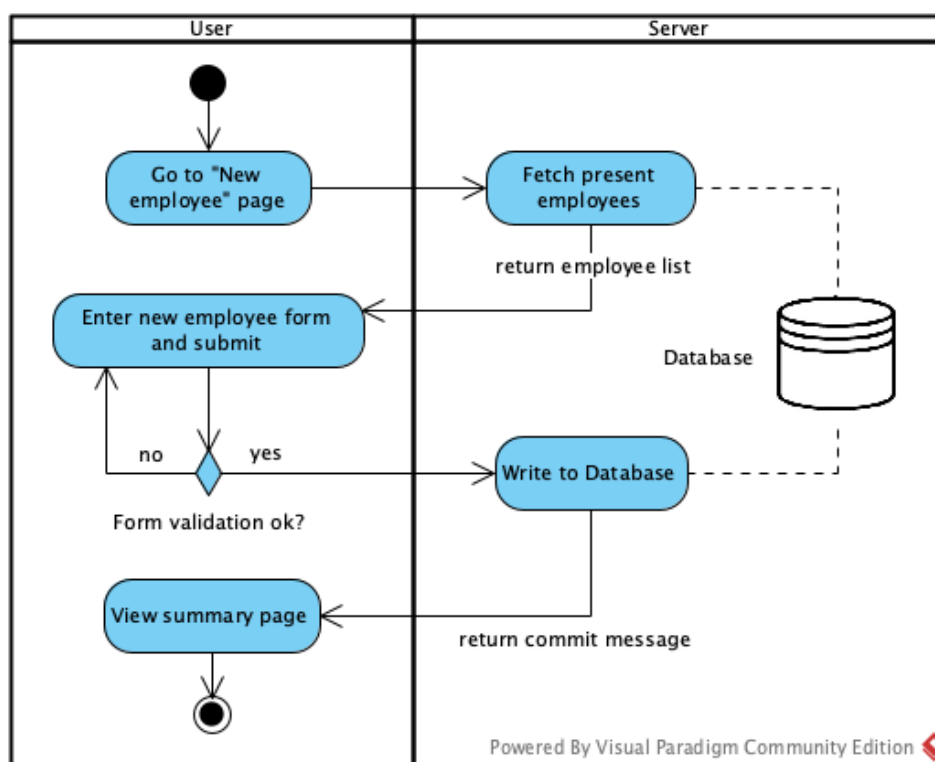 User
Server
Go to "New
employee" page
Fetch present
employees
return employee list
Enter new employee form
and submit
Database
no
yes
Write to Database
Form validation ok?
View summary page
return commit message
Powered By Visual Paradigm Community Edition